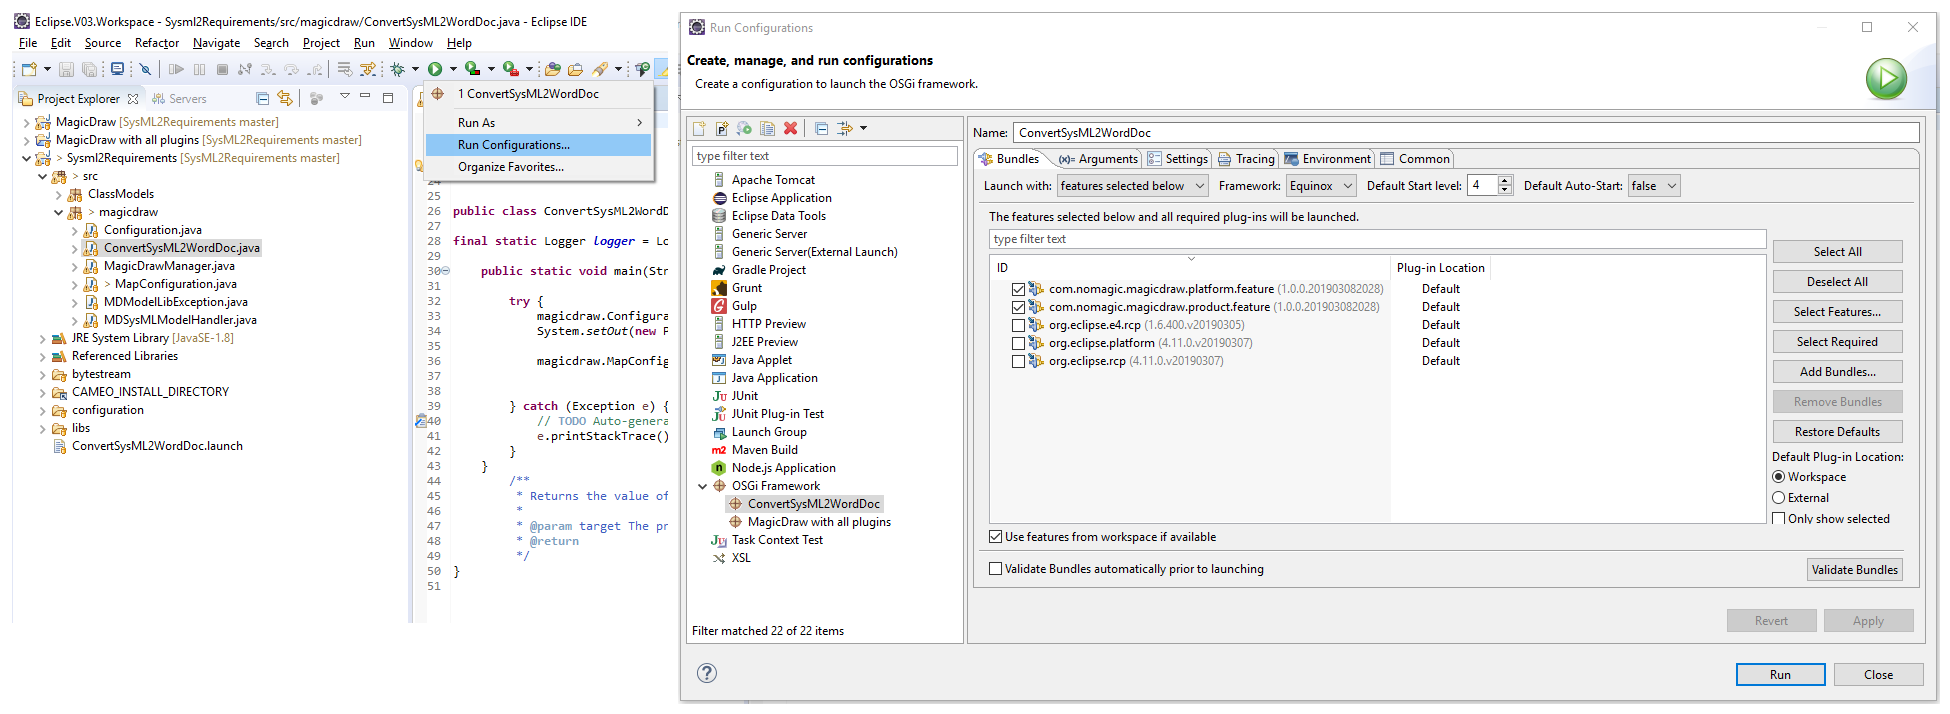 Eclipse.V03.Workspace - Sysml2Requirements/src/magicdraw/ConvertSysML2WordDoc.java - Eclipse IDE
File Edit Source Refactor Navigate Search Project Run Window Help
Project Explorer Servers
MagicDraw [SysML2Requirements master]
MagicDraw with all plugins [SysML2Requirements master]
> Sysml2Requirements [SysML2Requirements master]
> src
ClassModels
> magicdraw
Configuration.java
ConvertSysML2WordDoc.java
MagicDrawManager.java
> MapConfiguration.java
MDModelLibException.java
MDSysMLModelHandler.java
JRE System Library [JavaSE-1.8]
Referenced Libraries
bytestream
CAMEO_INSTALL_DIRECTORY
configuration
libs
ConvertSysML2WordDoc.launch
1 ConvertSysML2WordDoc
Run As
Run Configurations...
Organize Favorites...
24
25
26 public class ConvertSysML2WordD
27
28 final static Logger logger = Lo
29
30 public static void main(Str
31
32 try {
33 magicdraw.Configura
34 System.setOut(new P
35
36 magicdraw.MapConfig
37
38
39 } catch (Exception e) {
40 // TODO Auto-genera
41 e.printStackTrace()
42 }
43 }
44 /**
45 * Returns the value of
46 *
47 * @param target The pr
48 * @return
49 */
50 }
51
Run Configurations
Create, manage, and run configurations
Create a configuration to launch the OSGi framework.
type filter text
Apache Tomcat
Eclipse Application
Eclipse Data Tools
Generic Server
Generic Server(External Launch)
Gradle Project
Grunt
Gulp
HTTP Preview
J2EE Preview
Java Applet
Java Application
JUnit
JUnit Plug-in Test
Launch Group
Maven Build
Node.js Application
OSGi Framework
ConvertSysML2WordDoc
MagicDraw with all plugins
Task Context Test
XSL
Filter matched 22 of 22 items
Name: ConvertSysML2WordDoc
Bundles Arguments Settings Tracing Environment Common
Launch with: features selected below Framework: Equinox Default Start level: 4 Default Auto-Start: false
The features selected below and all required plug-ins will be launched.
type filter text
ID Plug-in Location
com.nomagic.magicdraw.platform.feature (1.0.0.201903082028) Default
com.nomagic.magicdraw.product.feature (1.0.0.201903082028) Default
org.eclipse.e4.rcp (1.6.400.v20190305) Default
org.eclipse.platform (4.11.0.v20190307) Default
org.eclipse.rcp (4.11.0.v20190307) Default
Select All
Deselect All
Select Features...
Select Required
Add Bundles...
Remove Bundles
Restore Defaults
Default Plug-in Location:
Workspace
External
Only show selected
Use features from workspace if available
Validate Bundles automatically prior to launching
Validate Bundles
Revert Apply
Run Close